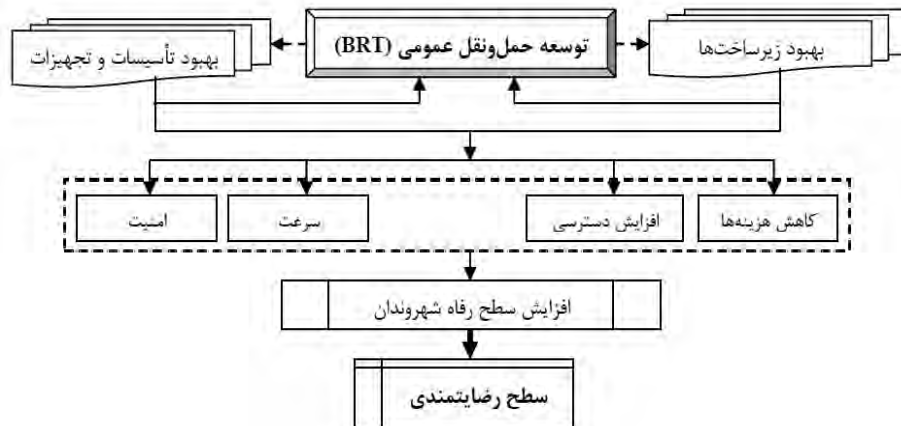 توسعه حمل‌ونقل عمومی (BRT)
بهبود زیرساخت‌ها
بهبود تأسیسات و تجهیزات
کاهش هزینه‌ها
افزایش دسترسی
سرعت
امنیت
افزایش سطح رفاه شهروندان
سطح رضایتمندی